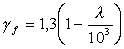 γ_f = 1,3(1 − λ/10³)